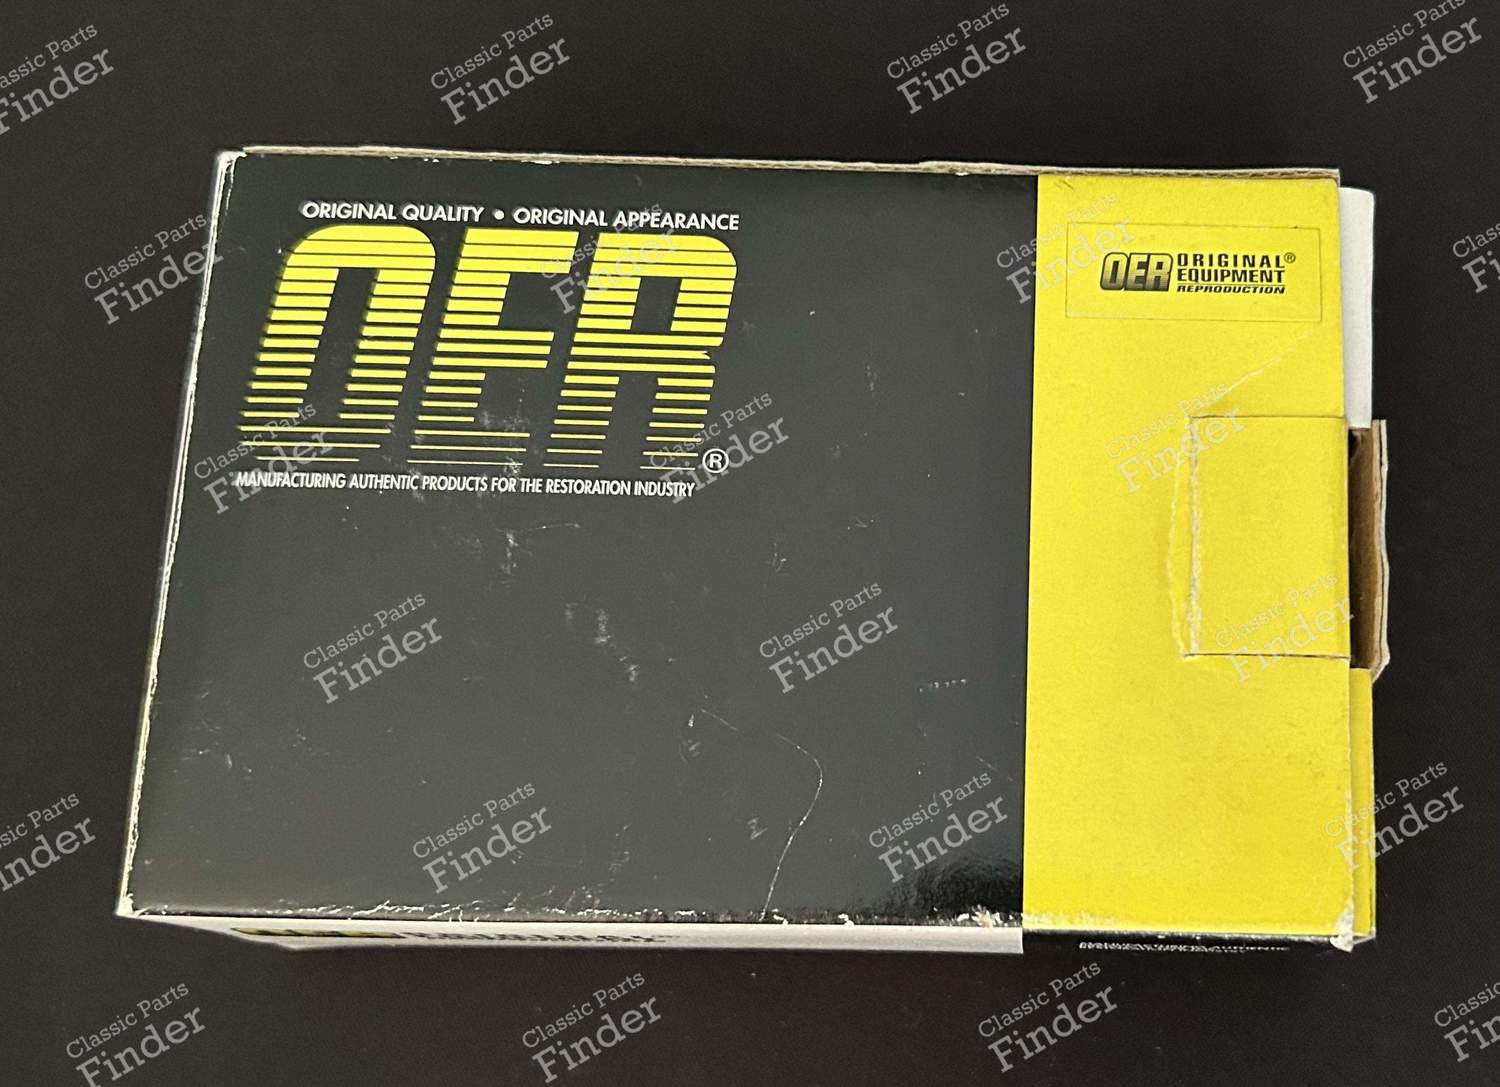 ORIGINAL QUALITY • ORIGINAL APPEARANCE
OER®
MANUFACTURING AUTHENTIC PRODUCTS FOR THE RESTORATION INDUSTRY
OER ORIGINAL®
EQUIPMENT
REPRODUCTION
Classic Parts
Finder